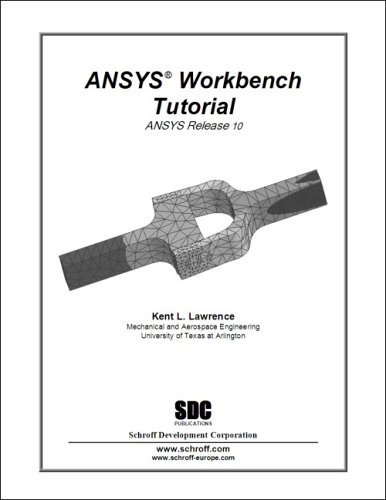 ANSYS® Workbench
Tutorial
ANSYS Release 10
Kent L. Lawrence
Mechanical and Aerospace Engineering
University of Texas at Arlington
SDC
PUBLICATIONS
Schroff Development Corporation
www.schroff.com
www.schroff-europe.com